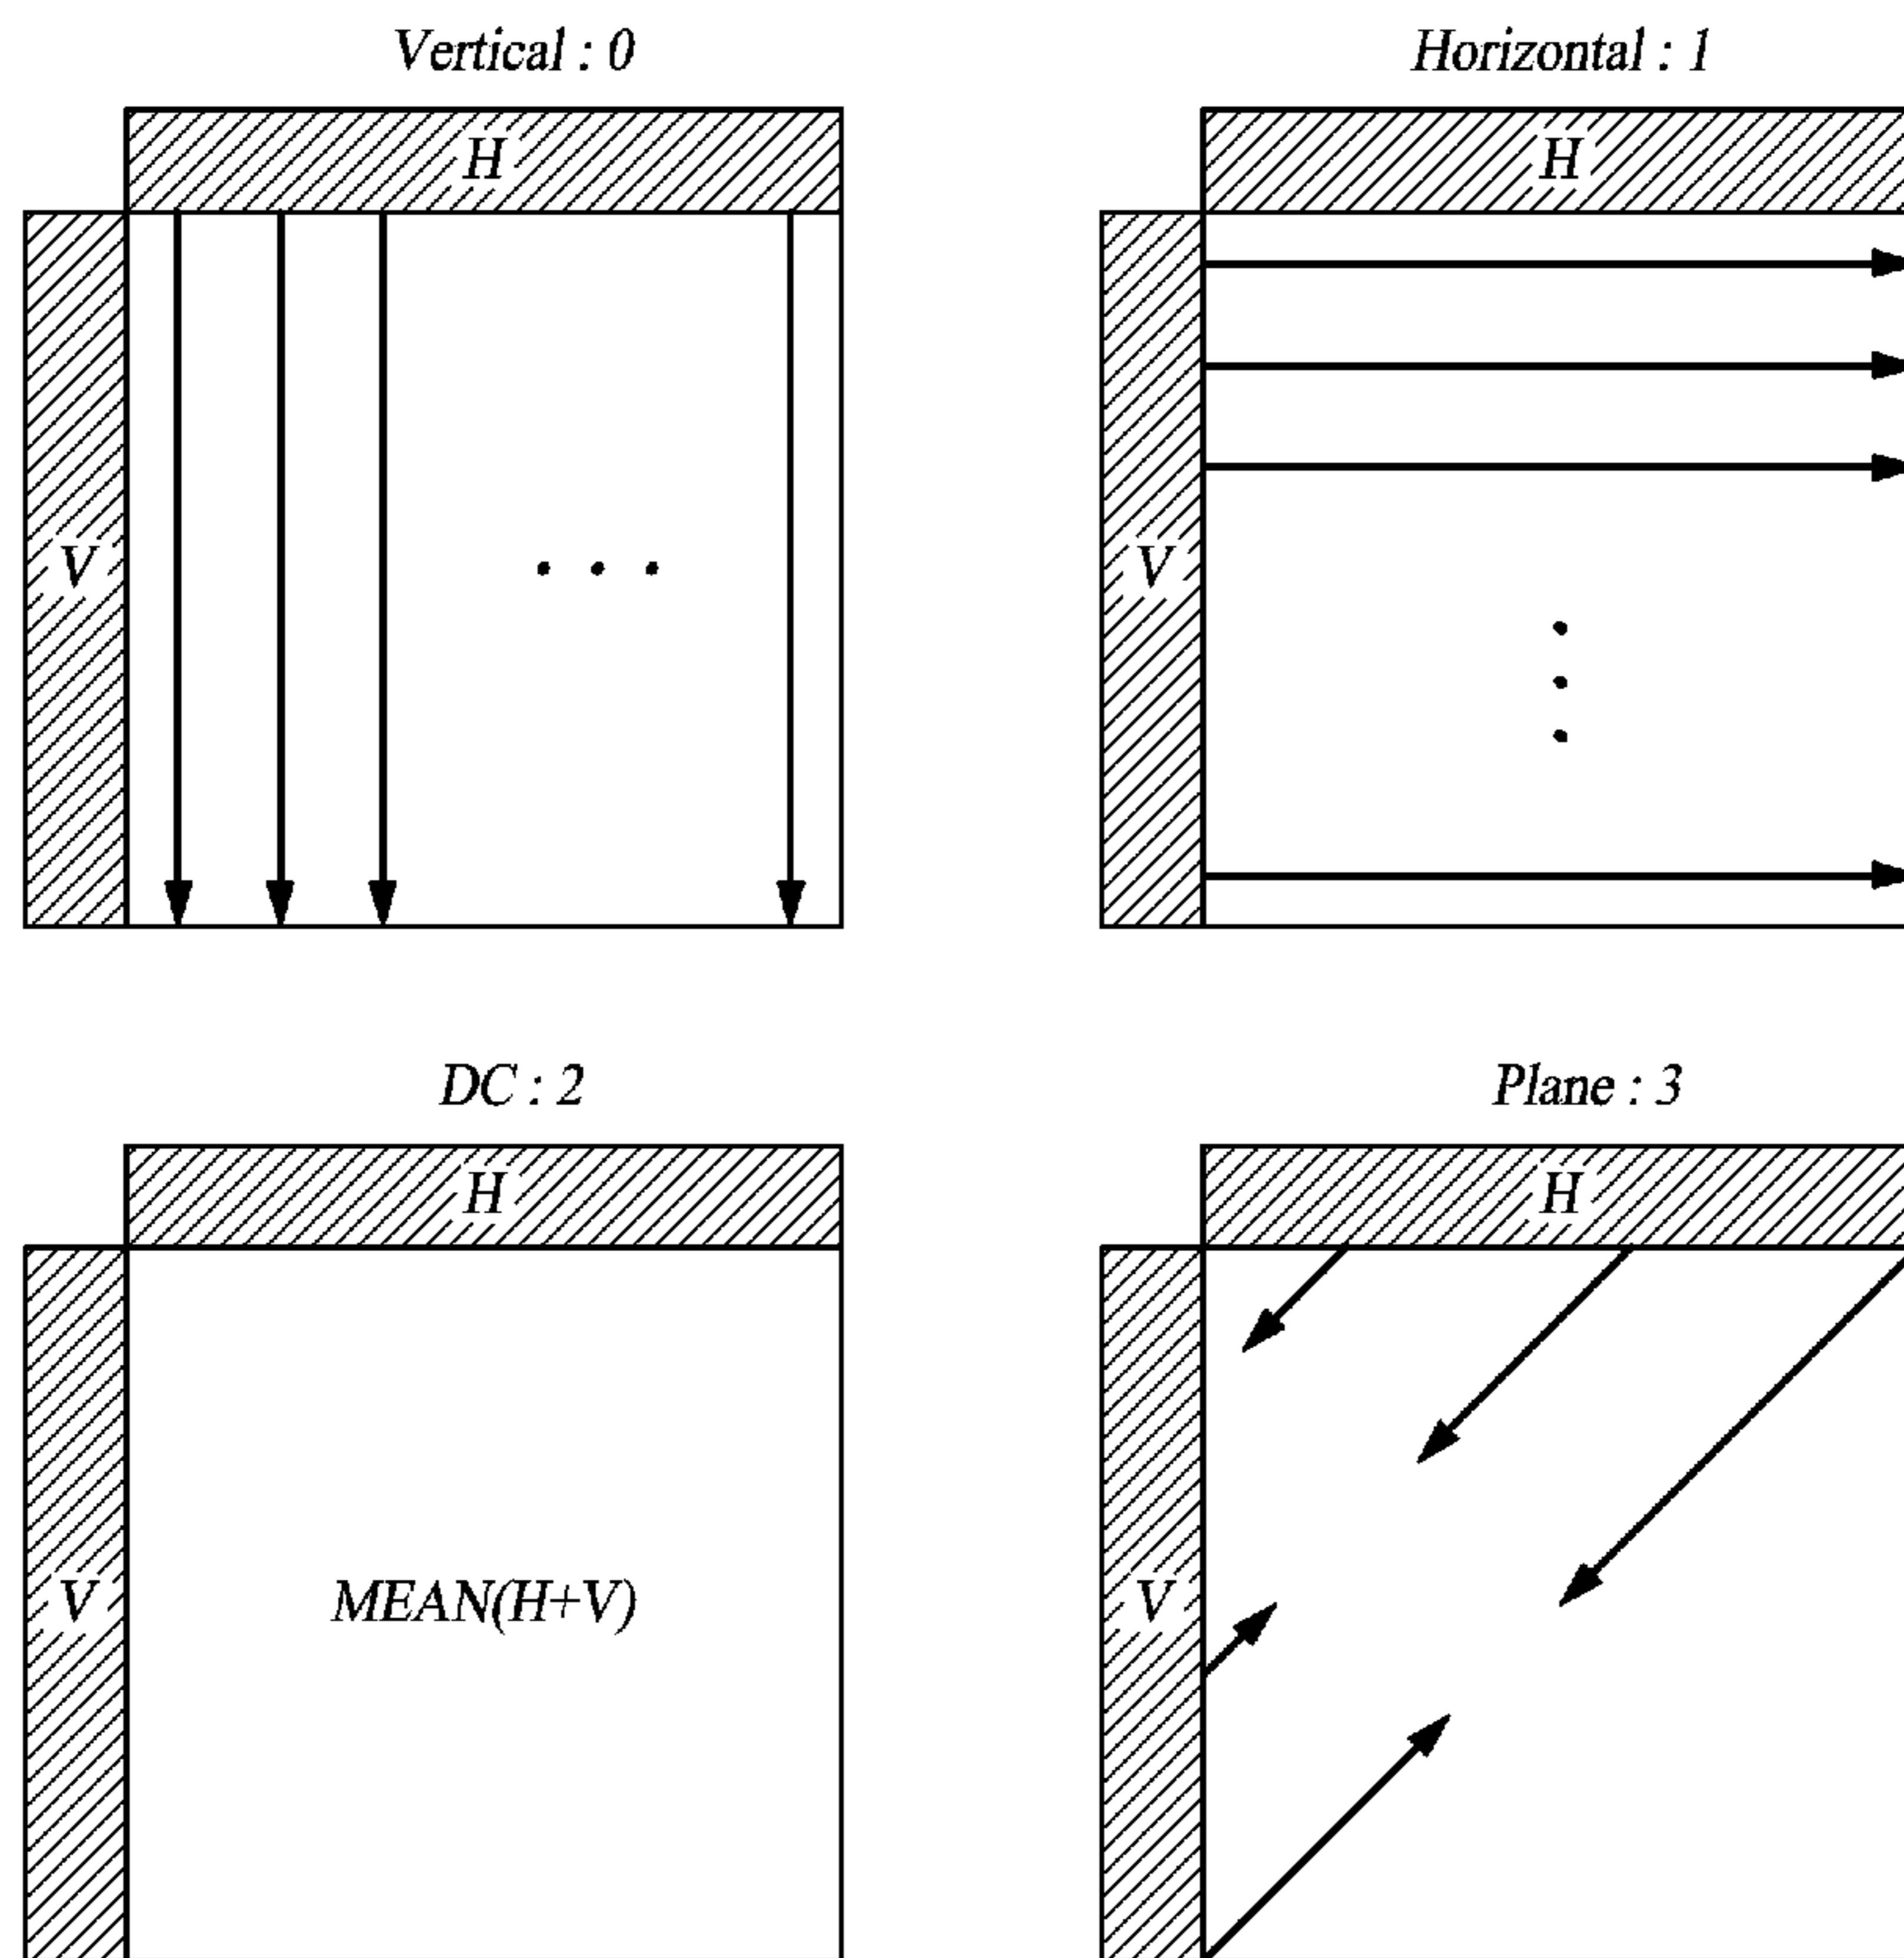 Vertical : 0
H
V
Horizontal : 1
H
V
DC : 2
H
V
MEAN(H+V)
Plane : 3
H
V